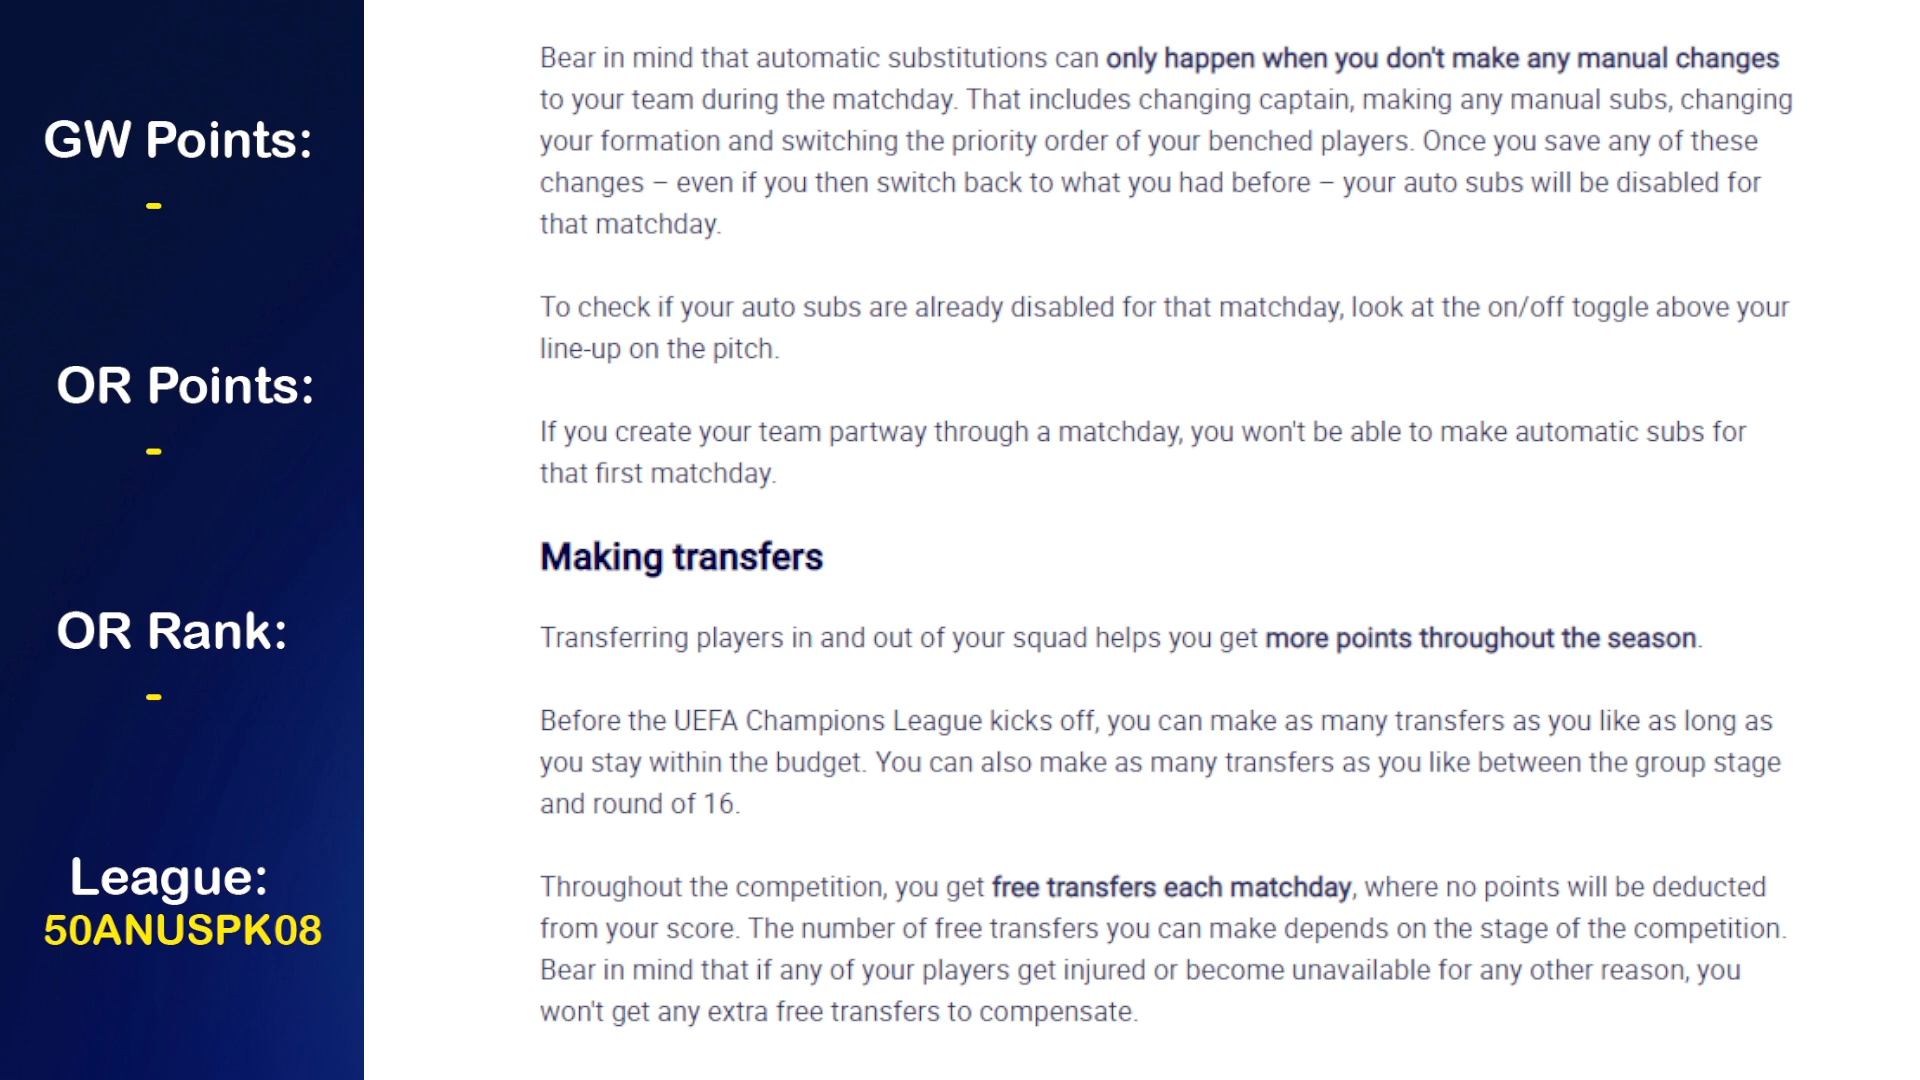 GW Points:
-
OR Points:
-
OR Rank:
-
League:
50ANUSPK08
Bear in mind that automatic substitutions can only happen when you don't make any manual changes
to your team during the matchday. That includes changing captain, making any manual subs, changing
your formation and switching the priority order of your benched players. Once you save any of these
changes – even if you then switch back to what you had before – your auto subs will be disabled for
that matchday.
To check if your auto subs are already disabled for that matchday, look at the on/off toggle above your
line-up on the pitch.
If you create your team partway through a matchday, you won't be able to make automatic subs for
that first matchday.
Making transfers
Transferring players in and out of your squad helps you get more points throughout the season.
Before the UEFA Champions League kicks off, you can make as many transfers as you like as long as
you stay within the budget. You can also make as many transfers as you like between the group stage
and round of 16.
Throughout the competition, you get free transfers each matchday, where no points will be deducted
from your score. The number of free transfers you can make depends on the stage of the competition.
Bear in mind that if any of your players get injured or become unavailable for any other reason, you
won't get any extra free transfers to compensate.